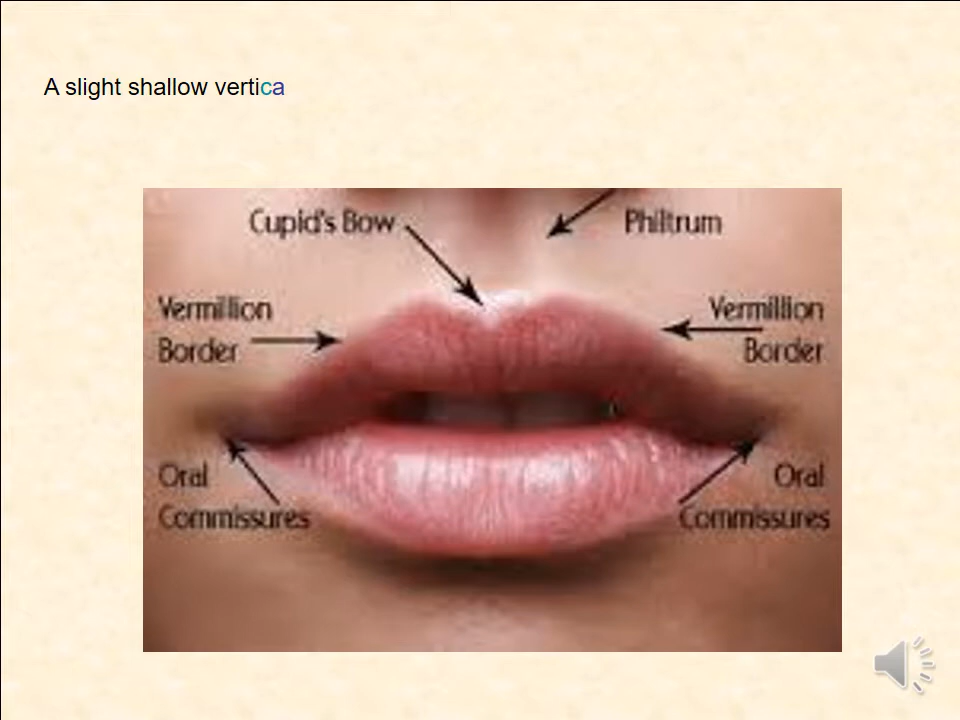 A slight shallow vertica
Cupid's Bow
Philtrum
Vermillion
Border
Vermillion
Border
Oral
Commissures
Oral
Commissures